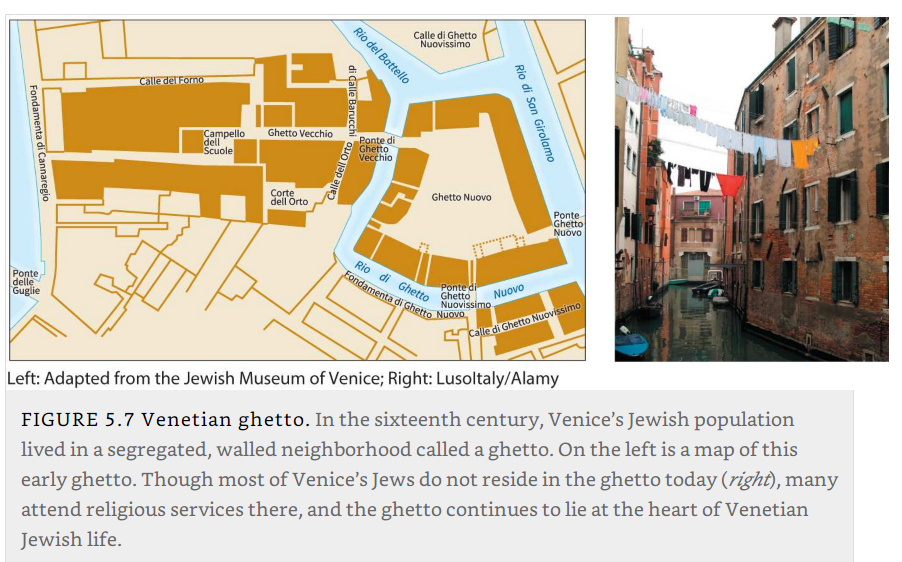 Rio del Battello
Calle di Ghetto
Nuovissimo
Rio di San Girolamo
Calle del Forno
di Calle Barucchi
Fondamenta di Cannaregio
Campello
dell
Scuole
Ghetto Vecchio
Ponte di
Ghetto
Vecchio
Calle dell'Orto
Corte
dell Orto
Ghetto Nuovo
Ponte
Ghetto
Nuovo
Ponte
delle
Guglie
Rio di Ghetto Nuovo
Fondamenta di Ghetto Nuovo
Ponte di
Ghetto
Nuovissimo
Calle di Ghetto Nuovissimo
Left: Adapted from the Jewish Museum of Venice; Right: LusoItaly/Alamy
FIGURE 5.7 Venetian ghetto. In the sixteenth century, Venice’s Jewish population
lived in a segregated, walled neighborhood called a ghetto. On the left is a map of this
early ghetto. Though most of Venice’s Jews do not reside in the ghetto today (right), many
attend religious services there, and the ghetto continues to lie at the heart of Venetian
Jewish life.